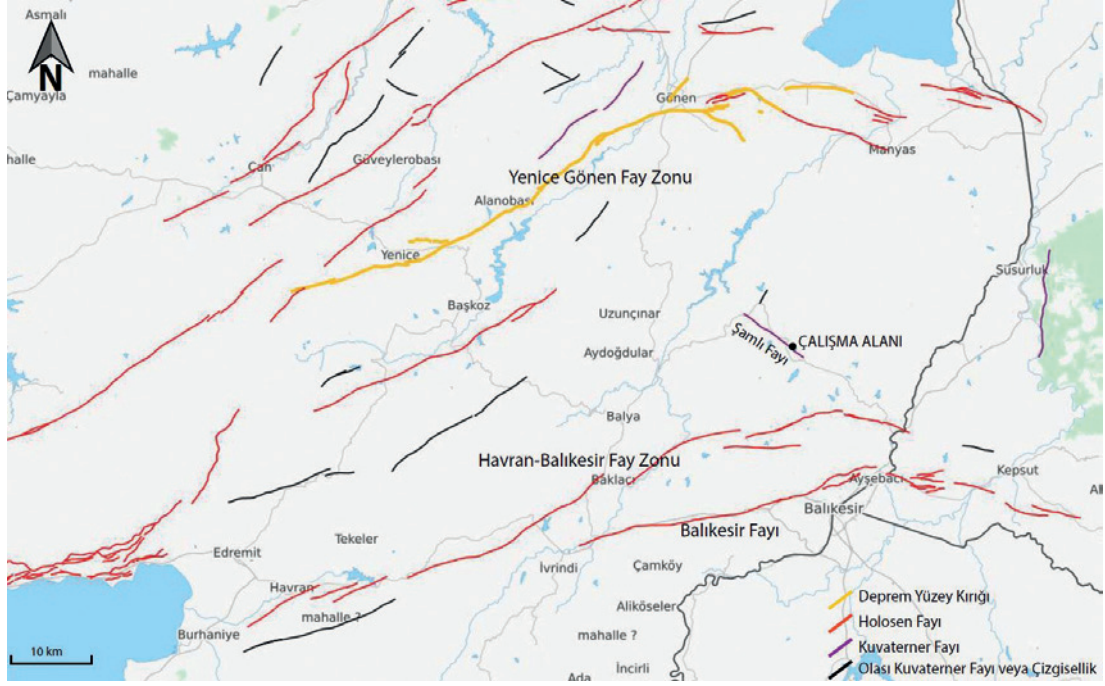 Asmalı
N
mahalle
Çamyayla
Gönen
halle
Çan
Güveylerobası
Manyas
Yenice Gönen Fay Zonu
Alanobası
Yenice
Susurluk
Başkoz
Uzunçınar
Şamlı Fayı
ÇALIŞMA ALANI
Aydoğdular
Balya
Havran-Balıkesir Fay Zonu
Baklacı
Ayşebacı
Kepsut
Balıkesir
Balıkesir Fayı
Edremit
Tekeler
İvrindi
Çamköy
Havran
mahalle ?
Aliköseler
Burhaniye
mahalle ?
10 km
Ada
İncirli
Deprem Yüzey Kırığı
Holosen Fayı
Kuvaterner Fayı
Olası Kuvaterner Fayı veya Çizgisellik